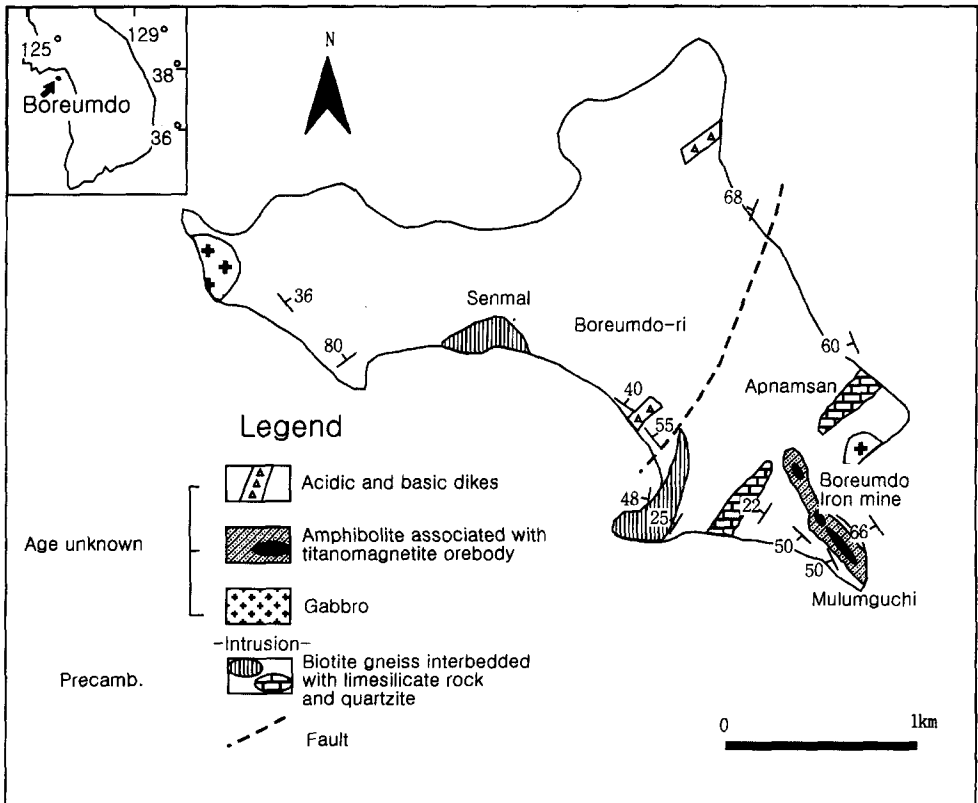 125°
129°
38°
Boreumdo
36°
N
68
36
Senmal
Boreumdo-ri
80
60
40
Apnamsan
55
Boreumdo
Iron mine
48
25
22
66
50
50
Mulumguchi
Legend
Acidic and basic dikes
Age unknown
Amphibolite associated with
titanomagnetite orebody
Gabbro
-Intrusion-
Precamb.
Biotite gneiss interbedded
with limesilicate rock
and quartzite
Fault
0
1km